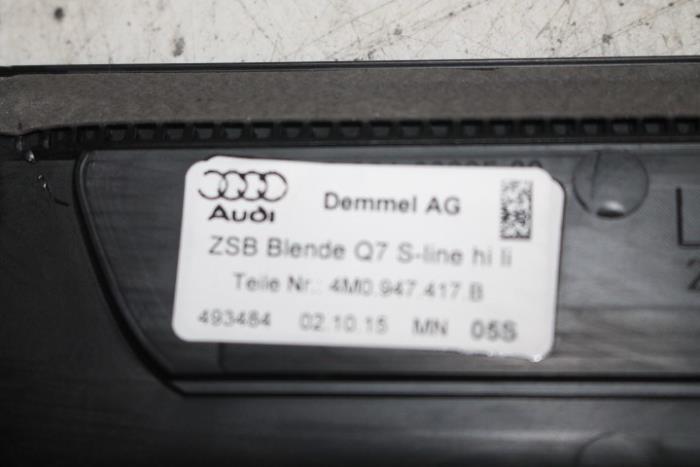 Audi
Demmel AG
ZSB Blende Q7 S-line hi li
Teile Nr.: 4M0.947.417.B
493484 02.10.15 MN 05S